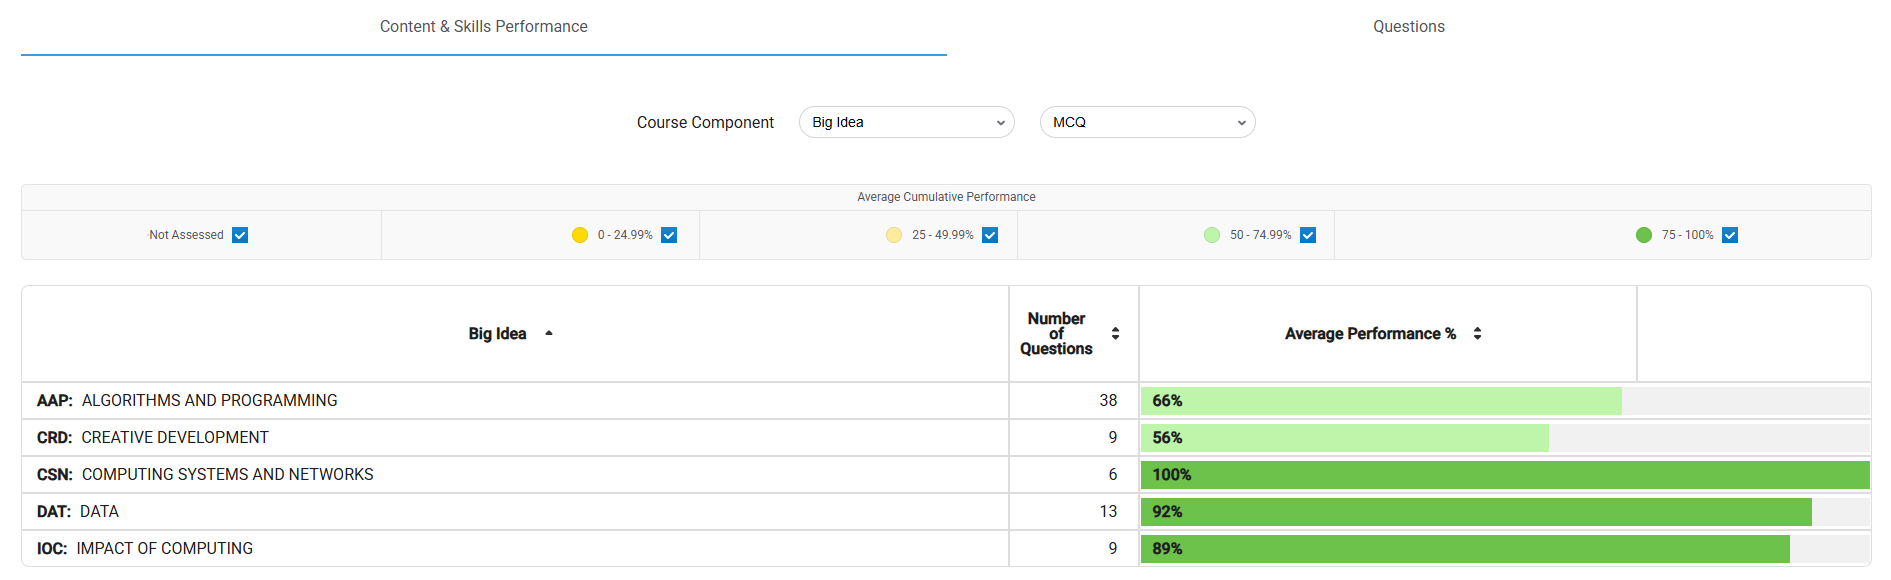 Content & Skills Performance
Questions
Course Component
Big Idea
MCQ
Average Cumulative Performance
Not Assessed
0 - 24.99%
25 - 49.99%
50 - 74.99%
75 - 100%
Big Idea
Number
of
Questions
Average Performance %
AAP: ALGORITHMS AND PROGRAMMING 38 66%
CRD: CREATIVE DEVELOPMENT 9 56%
CSN: COMPUTING SYSTEMS AND NETWORKS 6 100%
DAT: DATA 13 92%
IOC: IMPACT OF COMPUTING 9 89%